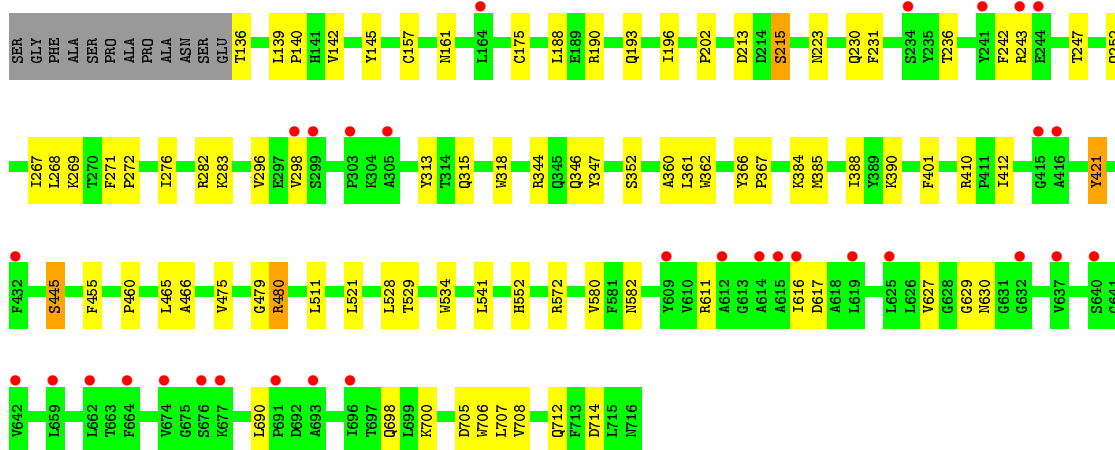 SER GLY PHE ALA SER PRO PRO ALA PRO ALA ASN SER GLU T136 L139 P140 H141 V142 Y145 C157 N161 L164 C175 L188 E189 R190 Q193 I196 P202 D213 D214 S215 N223 Q230 F231 S234 Y235 T236 Y241 F242 R243 E244 T247
I267 L268 K269 T270 F271 P272 I276 R282 K283 V296 E297 V298 S299 P303 K304 A305 Y313 T314 Q315 W318 R344 Q345 Q346 Y347 S352 A360 L361 W362 Y366 P367 K384 M385 I388 Y389 K390 F401 R410 P411 I412 G415 A416 Y421
F432 S445 F455 P460 L465 A466 V475 G479 R480 L511 L521 L528 T529 W534 L541 H552 R572 V580 F581 N582 Y609 V610 R611 A612 G613 A614 A615 I616 D617 A618 L619 L625 L626 V627 G628 G629 N630 G631 G632 V637 S640
V642 L659 L662 T663 F664 V674 G675 S676 K677 L690 P691 D692 A693 I696 T697 Q698 L699 K700 D705 W706 L707 V708 Q712 F713 D714 L715 N716